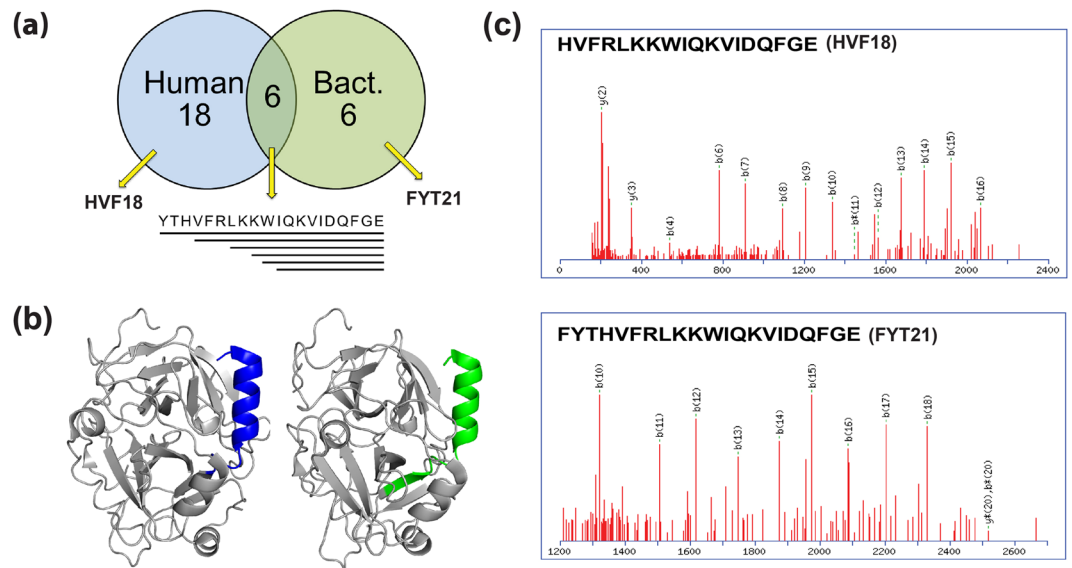 (a)
Human
18
6
Bact.
6
HVF18
FYT21
YTHVFRLKKWIQKVIDQFGE
(b)
(c)
HVFRLKKWIQKVIDQFGE (HVF18)
y(2)
y(3)
b(4)
b(6)
b(7)
b(8)
b(9)
b(10)
b*(11)
b(12)
b(13)
b(14)
b(15)
b(16)
0 400 800 1200 1600 2000 2400
FYTHVFRLKKWIQKVIDQFGE (FYT21)
b(10)
b(11)
b(12)
b(13)
b(14)
b(15)
b(16)
b(17)
b(18)
y*(20),b*(20)
1200 1400 1600 1800 2000 2200 2400 2600